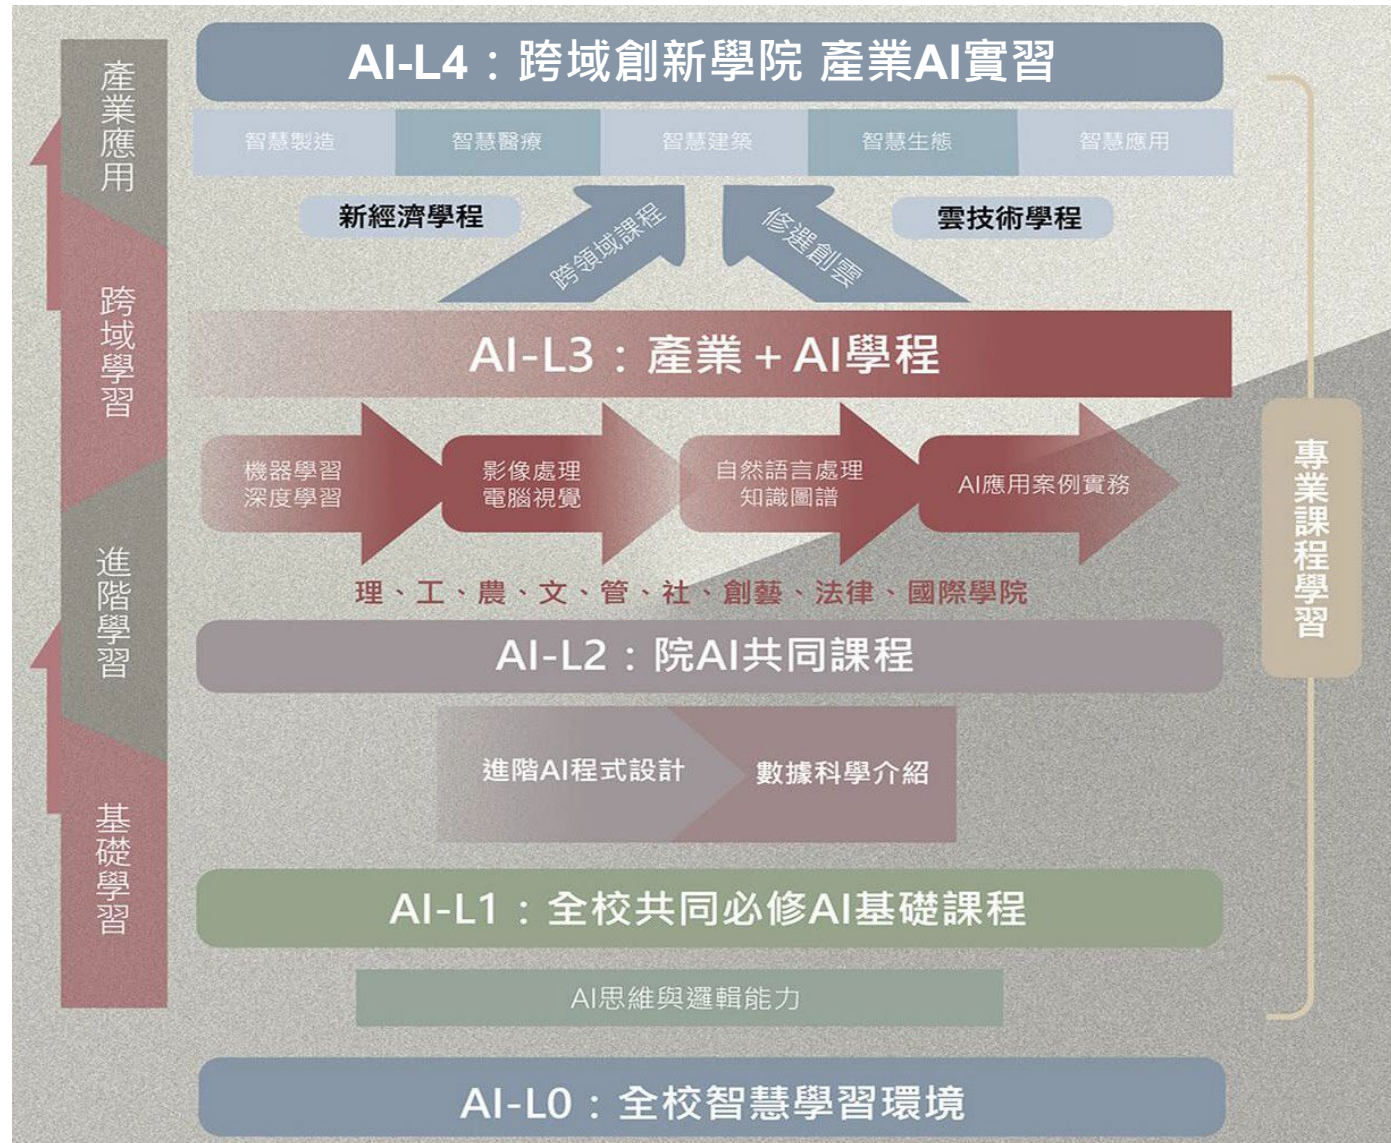 AI-L4：跨域創新學院 產業AI實習
智慧製造
智慧醫療
智慧建築
智慧生態
智慧應用
新經濟學程
跨領域課程
修選創雲
雲技術學程
AI-L3：產業＋AI學程
機器學習
深度學習
影像處理
電腦視覺
自然語言處理
知識圖譜
AI應用案例實務
理、工、農、文、管、社、創藝、法律、國際學院
AI-L2：院AI共同課程
進階AI程式設計
數據科學介紹
AI-L1：全校共同必修AI基礎課程
AI思維與邏輯能力
AI-L0：全校智慧學習環境
產業應用
跨域學習
進階學習
基礎學習
專業課程學習